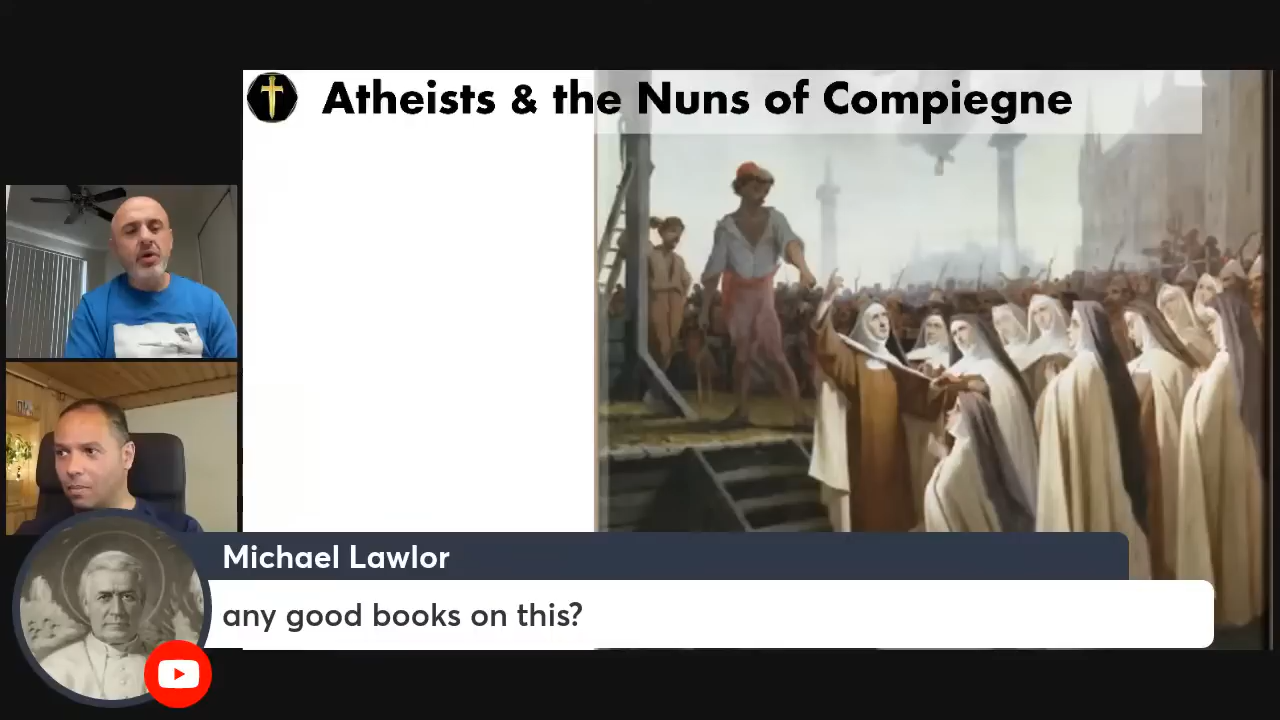 Atheists & the Nuns of Compiegne
Michael Lawlor
any good books on this?